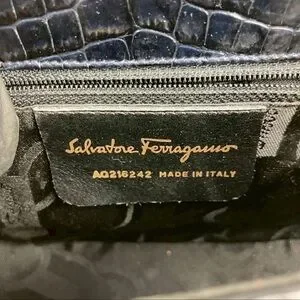 Salvatore Ferragamo
AQ216242 MADE IN ITALY